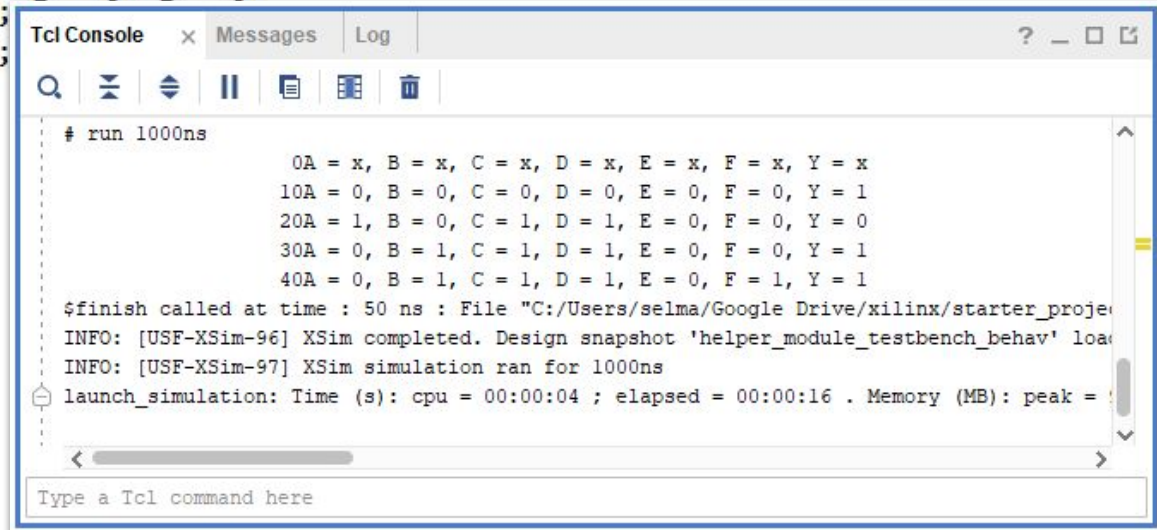 ;
;
Tcl Console × Messages Log ? _
# run 1000ns
0A = x, B = x, C = x, D = x, E = x, F = x, Y = x
10A = 0, B = 0, C = 0, D = 0, E = 0, F = 0, Y = 1
20A = 1, B = 0, C = 1, D = 1, E = 0, F = 0, Y = 0
30A = 0, B = 1, C = 1, D = 1, E = 0, F = 0, Y = 1
40A = 0, B = 1, C = 1, D = 1, E = 0, F = 1, Y = 1
$finish called at time : 50 ns : File "C:/Users/selma/Google Drive/xilinx/starter_proje
INFO: [USF-XSim-96] XSim completed. Design snapshot 'helper_module_testbench_behav' loa
INFO: [USF-XSim-97] XSim simulation ran for 1000ns
launch_simulation: Time (s): cpu = 00:00:04 ; elapsed = 00:00:16 . Memory (MB): peak =
Type a Tcl command here